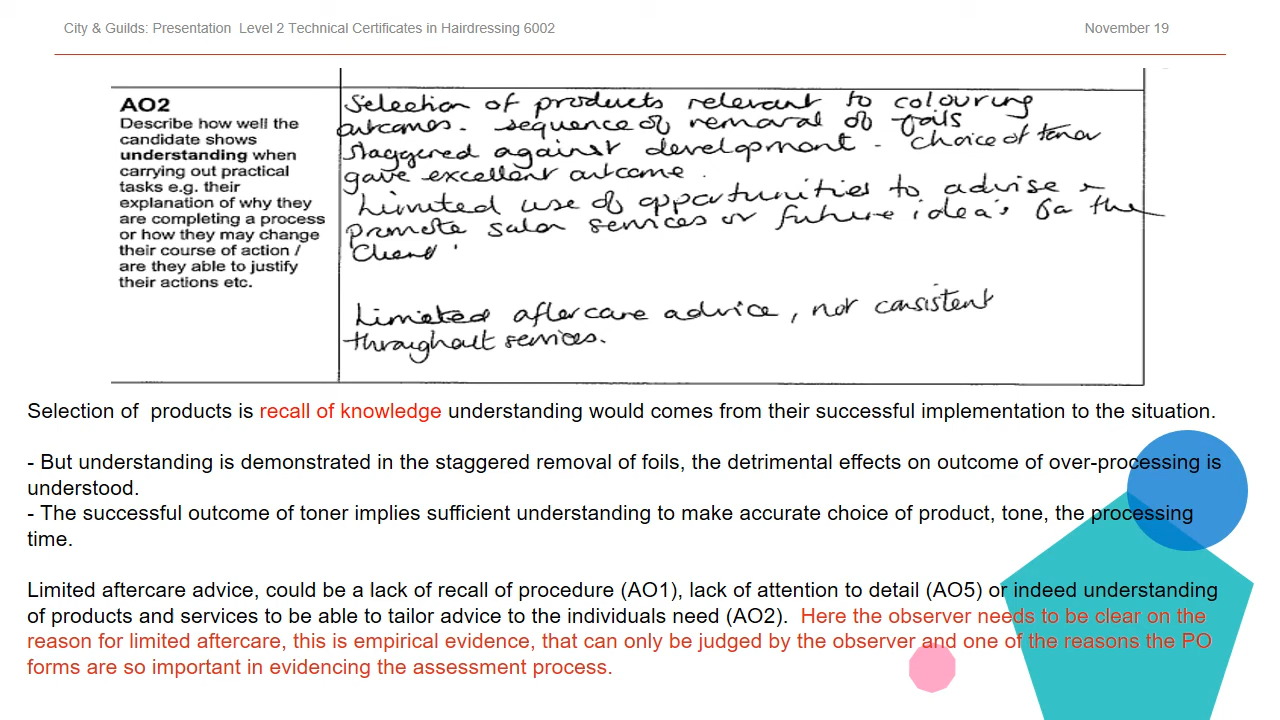 City & Guilds: Presentation Level 2 Technical Certificates in Hairdressing 6002
November 19
AO2
Describe how well the
candidate shows
understanding when
carrying out practical
tasks e.g. their
explanation of why they
are completing a process
or how they may change
their course of action /
are they able to justify
their actions etc.
Selection of products relevant to colouring
outcomes. sequence of removal of foils
staggered against development. Choice of toner
gave excellent outcome.
Limited use of opportunities to advise &
promote salon services or future idea's for the
Client.
Limieted aftercare advice, not consistent
throughout services.
Selection of products is recall of knowledge understanding would comes from their successful implementation to the situation.
- But understanding is demonstrated in the staggered removal of foils, the detrimental effects on outcome of over-processing is
understood.
- The successful outcome of toner implies sufficient understanding to make accurate choice of product, tone, the processing
time.
Limited aftercare advice, could be a lack of recall of procedure (AO1), lack of attention to detail (AO5) or indeed understanding
of products and services to be able to tailor advice to the individuals need (AO2). Here the observer needs to be clear on the
reason for limited aftercare, this is empirical evidence, that can only be judged by the observer and one of the reasons the PO
forms are so important in evidencing the assessment process.